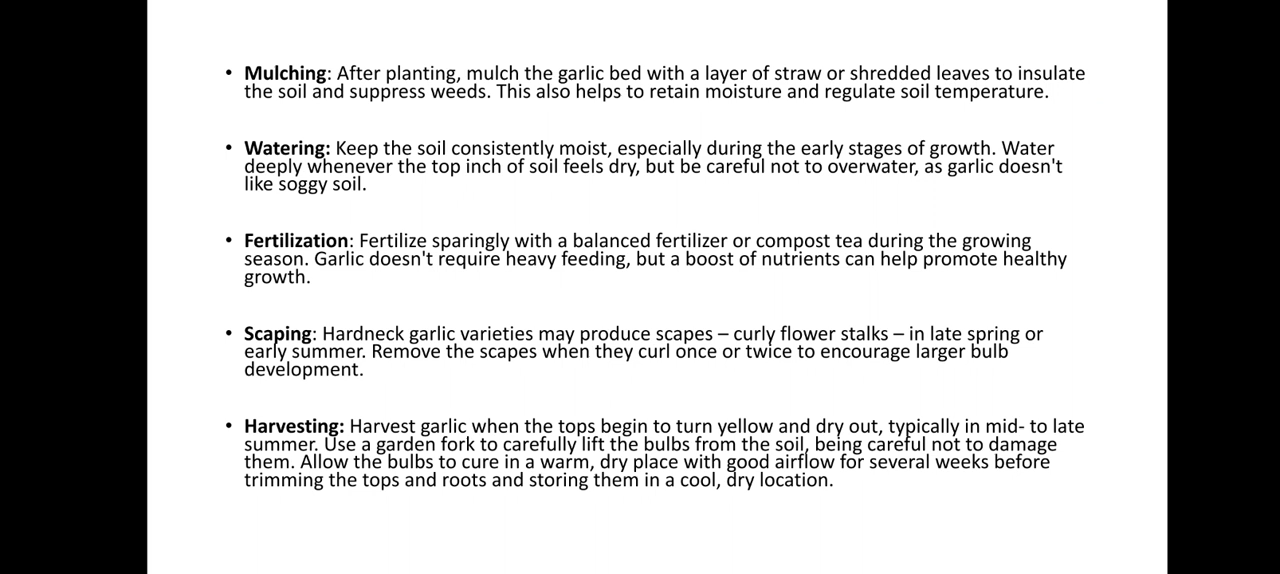 • Mulching: After planting, mulch the garlic bed with a layer of straw or shredded leaves to insulate
the soil and suppress weeds. This also helps to retain moisture and regulate soil temperature.
• Watering: Keep the soil consistently moist, especially during the early stages of growth. Water
deeply whenever the top inch of soil feels dry, but be careful not to overwater, as garlic doesn't
like soggy soil.
• Fertilization: Fertilize sparingly with a balanced fertilizer or compost tea during the growing
season. Garlic doesn't require heavy feeding, but a boost of nutrients can help promote healthy
growth.
• Scaping: Hardneck garlic varieties may produce scapes – curly flower stalks – in late spring or
early summer. Remove the scapes when they curl once or twice to encourage larger bulb
development.
• Harvesting: Harvest garlic when the tops begin to turn yellow and dry out, typically in mid- to late
summer. Use a garden fork to carefully lift the bulbs from the soil, being careful not to damage
them. Allow the bulbs to cure in a warm, dry place with good airflow for several weeks before
trimming the tops and roots and storing them in a cool, dry location.